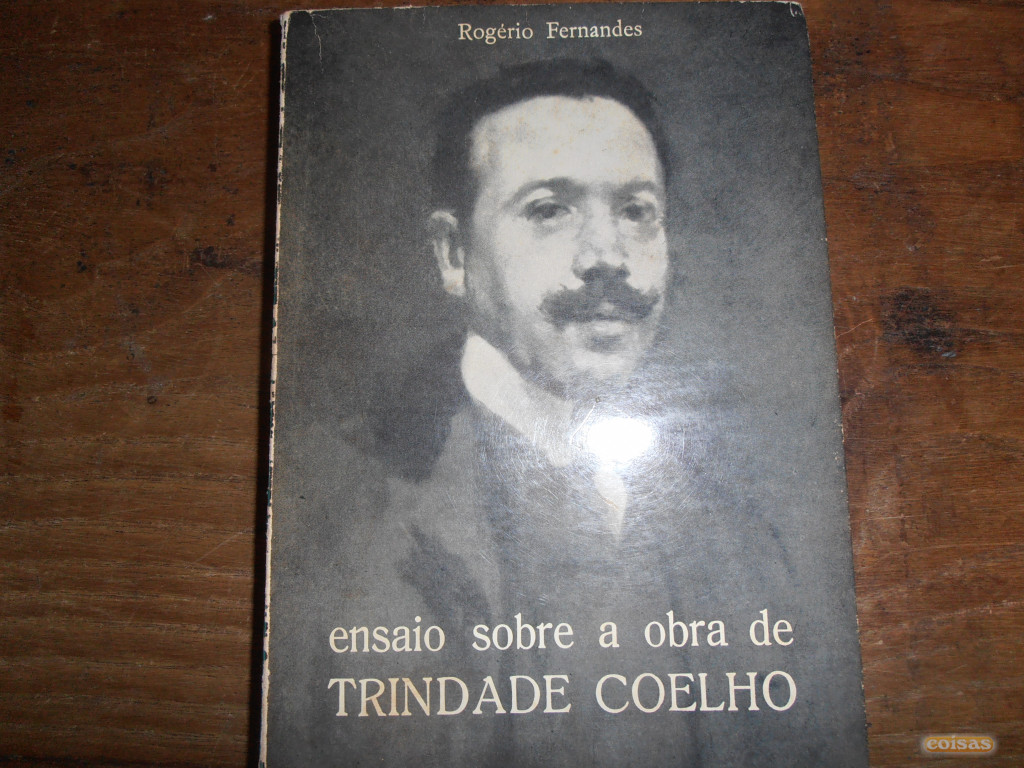 Rogério Fernandes
ensaio sobre a obra de
TRINDADE COELHO
coisas